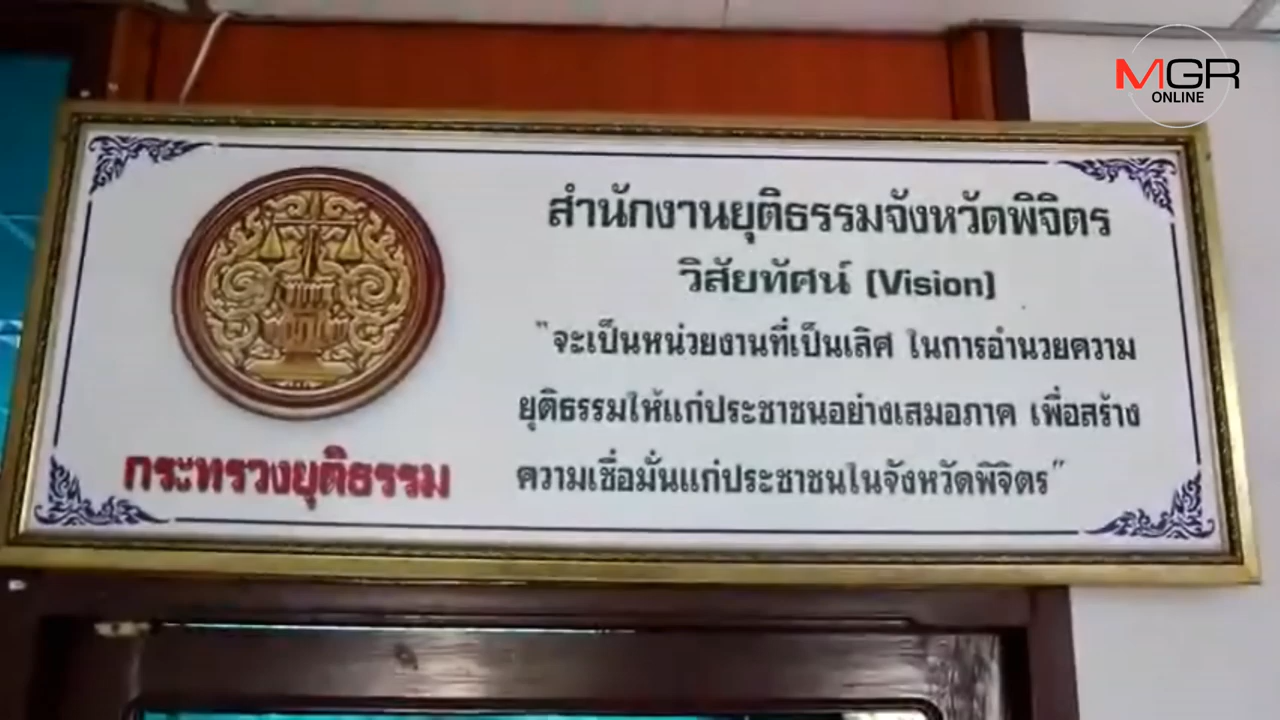 MGR
ONLINE
สำนักงานยุติธรรมจังหวัดพิจิตร
วิสัยทัศน์ (Vision)
"จะเป็นหน่วยงานที่เป็นเลิศ ในการอำนวยความ
ยุติธรรมให้แก่ประชาชนอย่างเสมอภาค เพื่อสร้าง
ความเชื่อมั่นแก่ประชาชนในจังหวัดพิจิตร"
กระทรวงยุติธรรม